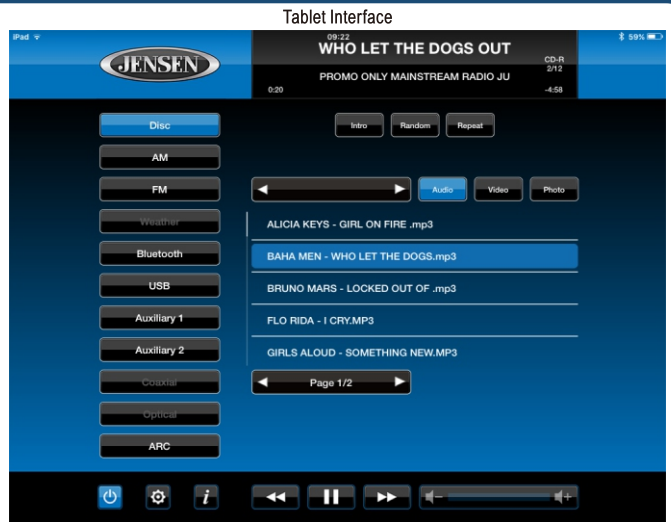 Tablet Interface
iPad
09:22
59%
JENSEN
WHO LET THE DOGS OUT
CD-R
2/12
PROMO ONLY MAINSTREAM RADIO JU
0:20
-4:58
Disc
Intro
Random
Repeat
AM
FM
Audio
Video
Photo
Weather
ALICIA KEYS - GIRL ON FIRE .mp3
Bluetooth
BAHA MEN - WHO LET THE DOGS.mp3
USB
BRUNO MARS - LOCKED OUT OF .mp3
Auxiliary 1
FLO RIDA - I CRY.MP3
Auxiliary 2
GIRLS ALOUD - SOMETHING NEW.MP3
Coaxial
Page 1/2
Optical
ARC
i